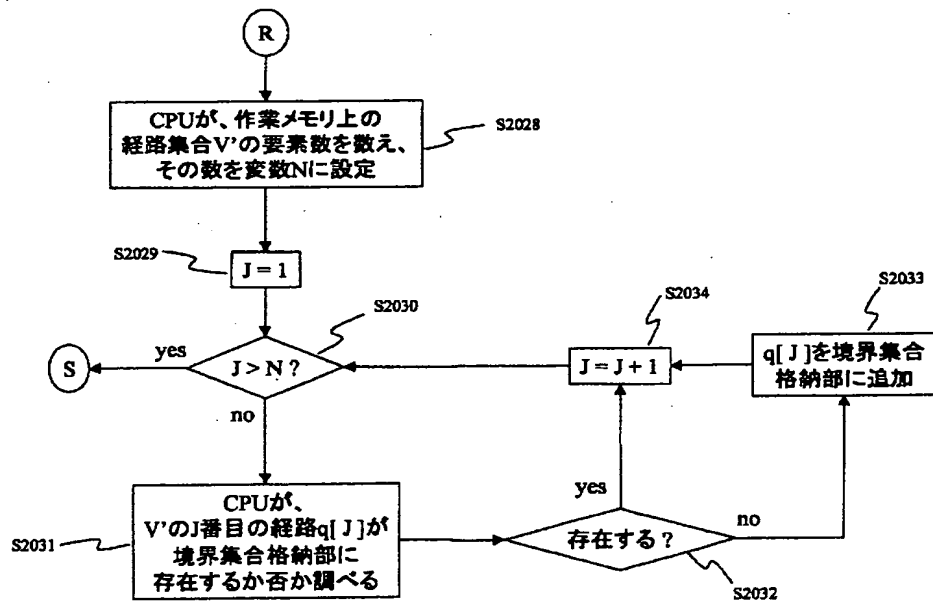 R
CPUが、作業メモリ上の
経路集合V'の要素数を数え、
その数を変数Nに設定
S2028
S2029
J = 1
S2030
J > N ?
yes
S
no
S2034
J = J + 1
S2033
q[ J ]を境界集合
格納部に追加
CPUが、
V'のJ番目の経路q[ J ]が
境界集合格納部に
存在するか否か調べる
S2031
yes
存在する？
no
S2032